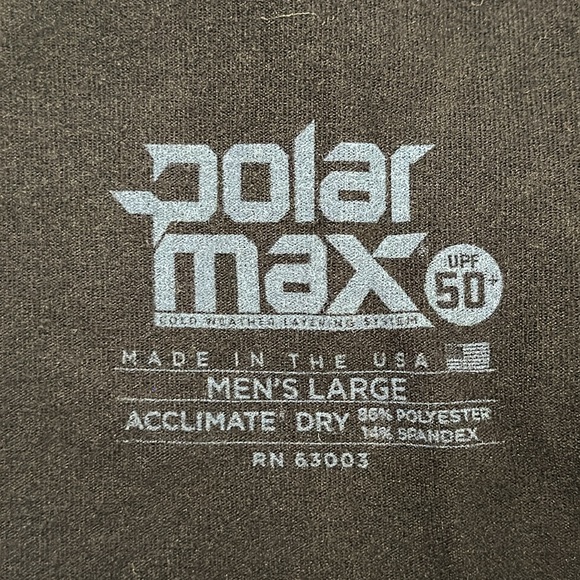 polar
max
UPF
50+
COLD WEATHER LAYERING SYSTEM
MADE IN THE USA
MEN'S LARGE
ACCLIMATE® DRY 86% POLYESTER
14% SPANDEX
RN 63003